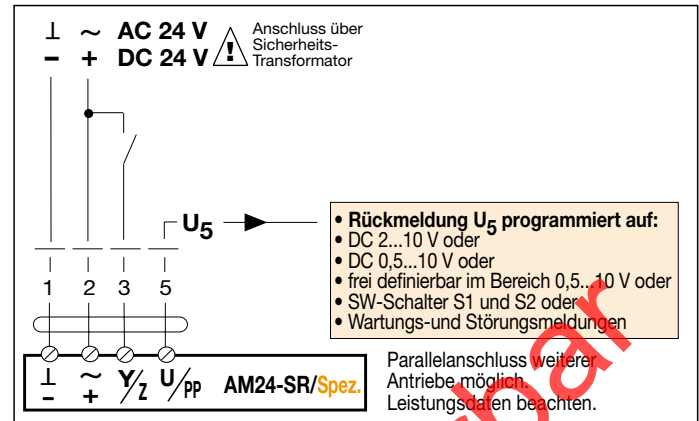 ⊥ ~ AC 24 V
– + DC 24 V
Anschluss über
Sicherheits-
Transformator
U5
• Rückmeldung U5 programmiert auf:
• DC 2...10 V oder
• DC 0,5...10 V oder
• frei definierbar im Bereich 0,5...10 V oder
• SW-Schalter S1 und S2 oder
• Wartungs-und Störungsmeldungen
1 2 3 5
⊥ ~ Y/Z U/PP AM24-SR/Spez.
– +
Parallelanschluss weiterer
Antriebe möglich.
Leistungsdaten beachten.
bar